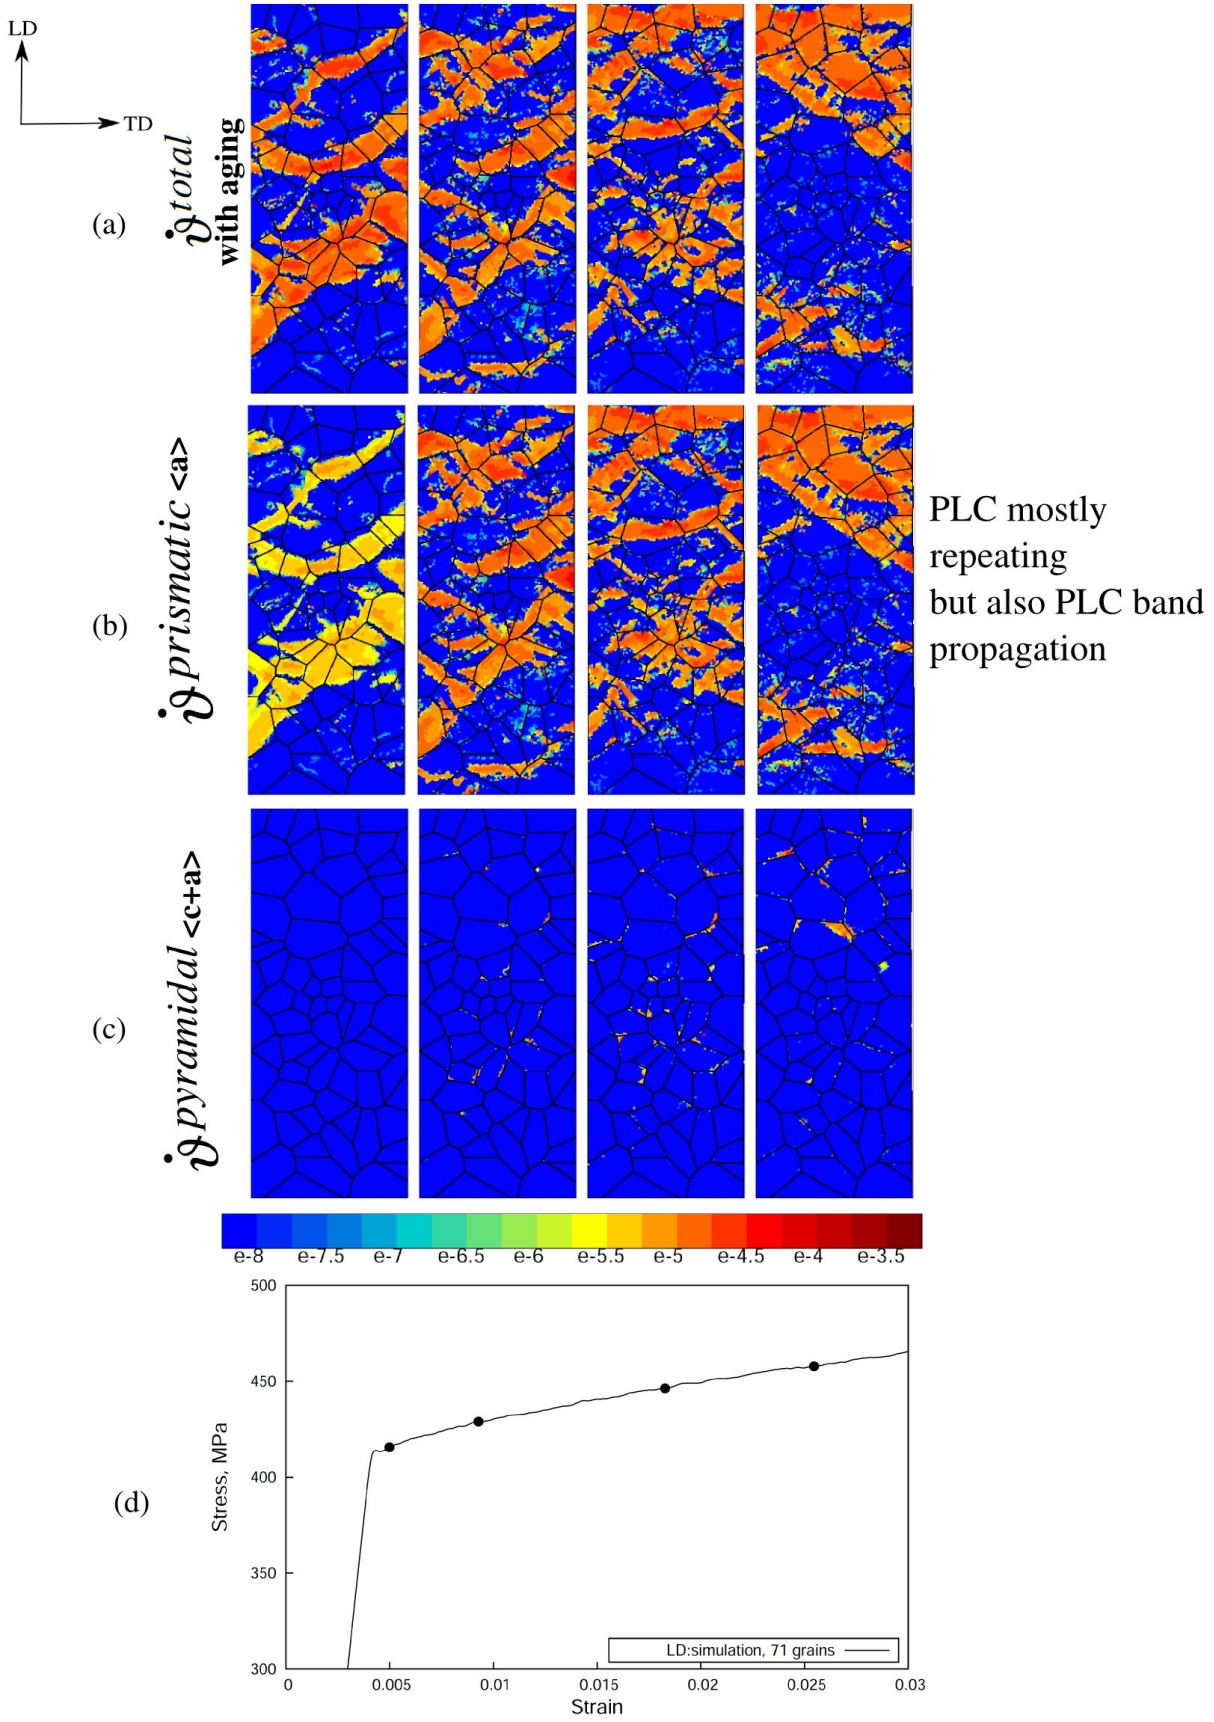 LD
TD
(a)
ϑ̇ total
with aging
(b)
ϑ̇ prismatic <a>
PLC mostly
repeating
but also PLC band
propagation
(c)
ϑ̇ pyramidal <c+a>
e-8 e-7.5 e-7 e-6.5 e-6 e-5.5 e-5 e-4.5 e-4 e-3.5
(d)
Stress, MPa
500
450
400
350
300
LD:simulation, 71 grains
0 0.005 0.01 0.015 0.02 0.025 0.03
Strain